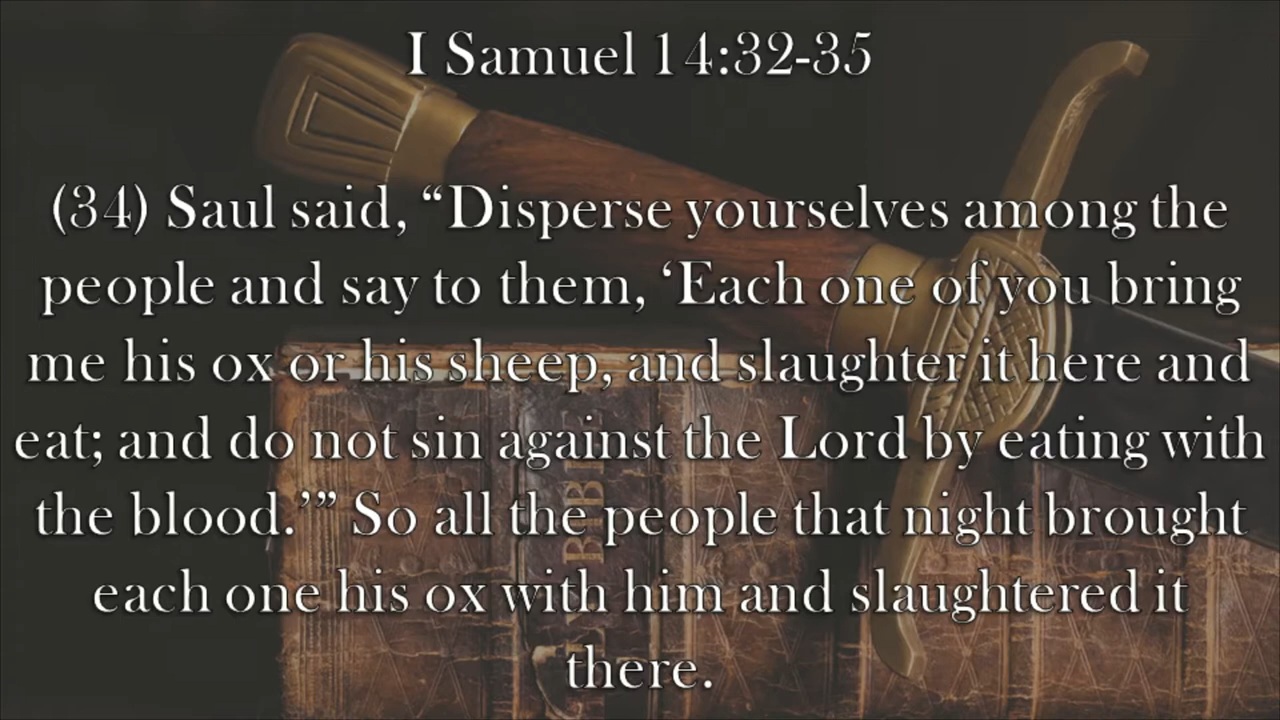 I Samuel 14:32-35
(34) Saul said, “Disperse yourselves among the
people and say to them, ‘Each one of you bring
me his ox or his sheep, and slaughter it here and
eat; and do not sin against the Lord by eating with
the blood.’” So all the people that night brought
each one his ox with him and slaughtered it
there.